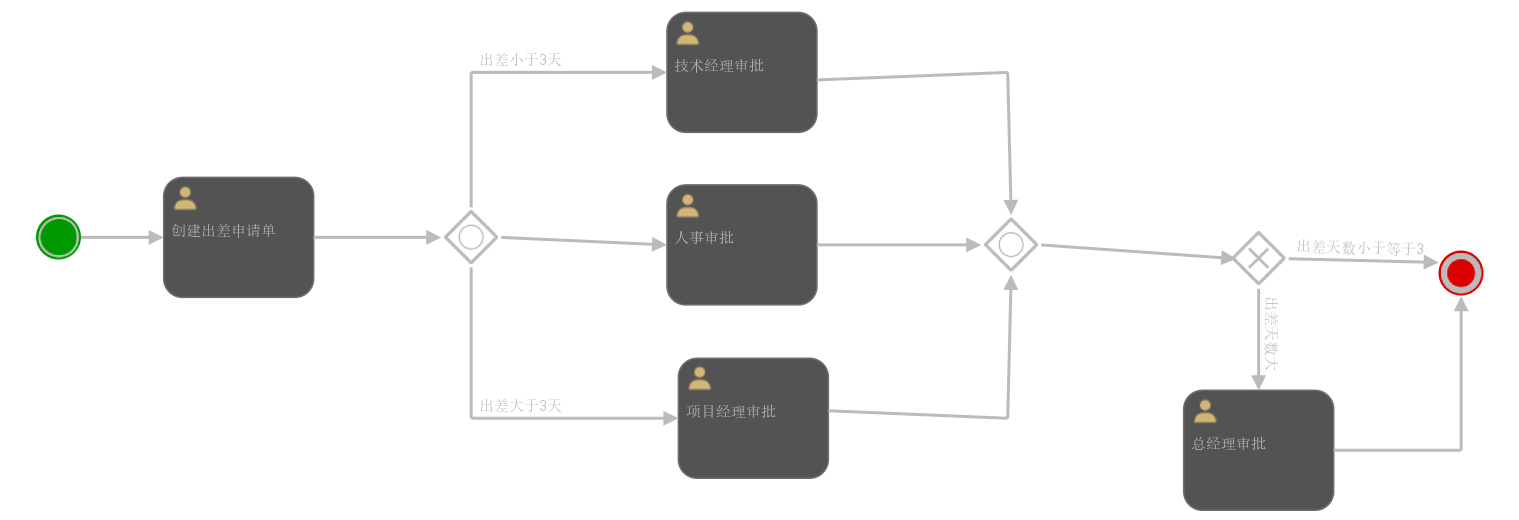 创建出差申请单
出差小于3天
技术经理审批
人事审批
出差大于3天
项目经理审批
出差天数小于等于3
出差天数大
总经理审批